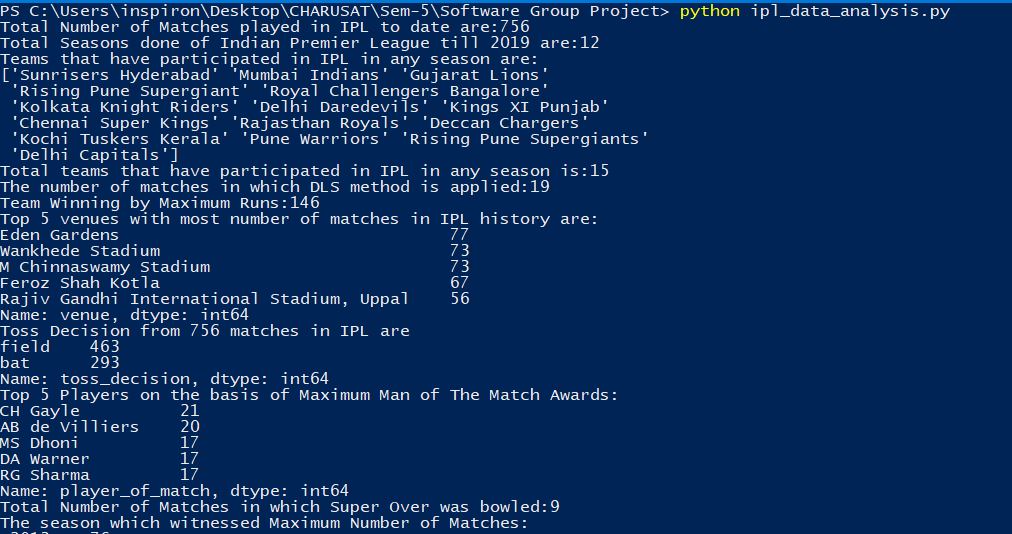 PS C:\Users\inspiron\Desktop\CHARUSAT\Sem-5\Software Group Project> python ipl_data_analysis.py
Total Number of Matches played in IPL to date are:756
Total Seasons done of Indian Premier League till 2019 are:12
Teams that have participated in IPL in any season are:
['Sunrisers Hyderabad' 'Mumbai Indians' 'Gujarat Lions'
 'Rising Pune Supergiant' 'Royal Challengers Bangalore'
 'Kolkata Knight Riders' 'Delhi Daredevils' 'Kings XI Punjab'
 'Chennai Super Kings' 'Rajasthan Royals' 'Deccan Chargers'
 'Kochi Tuskers Kerala' 'Pune Warriors' 'Rising Pune Supergiants'
 'Delhi Capitals']
Total teams that have participated in IPL in any season is:15
The number of matches in which DLS method is applied:19
Team Winning by Maximum Runs:146
Top 5 venues with most number of matches in IPL history are:
Eden Gardens                                 77
Wankhede Stadium                             73
M Chinnaswamy Stadium                        73
Feroz Shah Kotla                             67
Rajiv Gandhi International Stadium, Uppal    56
Name: venue, dtype: int64
Toss Decision from 756 matches in IPL are
field    463
bat      293
Name: toss_decision, dtype: int64
Top 5 Players on the basis of Maximum Man of The Match Awards:
CH Gayle          21
AB de Villiers    20
MS Dhoni          17
DA Warner         17
RG Sharma         17
Name: player_of_match, dtype: int64
Total Number of Matches in which Super Over was bowled:9
The season which witnessed Maximum Number of Matches: